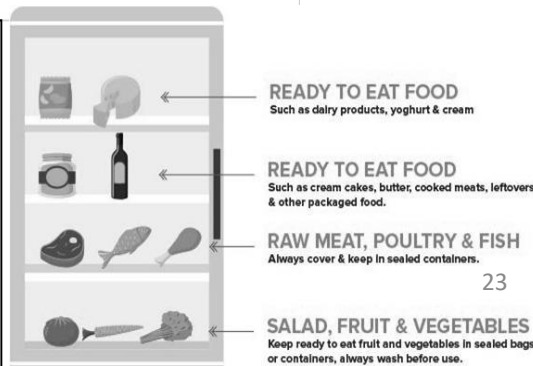 READY TO EAT FOOD
Such as dairy products, yoghurt & cream
READY TO EAT FOOD
Such as cream cakes, butter, cooked meats, leftovers
& other packaged food.
RAW MEAT, POULTRY & FISH
Always cover & keep in sealed containers.
23
SALAD, FRUIT & VEGETABLES
Keep ready to eat fruit and vegetables in sealed bags
or containers, always wash before use.